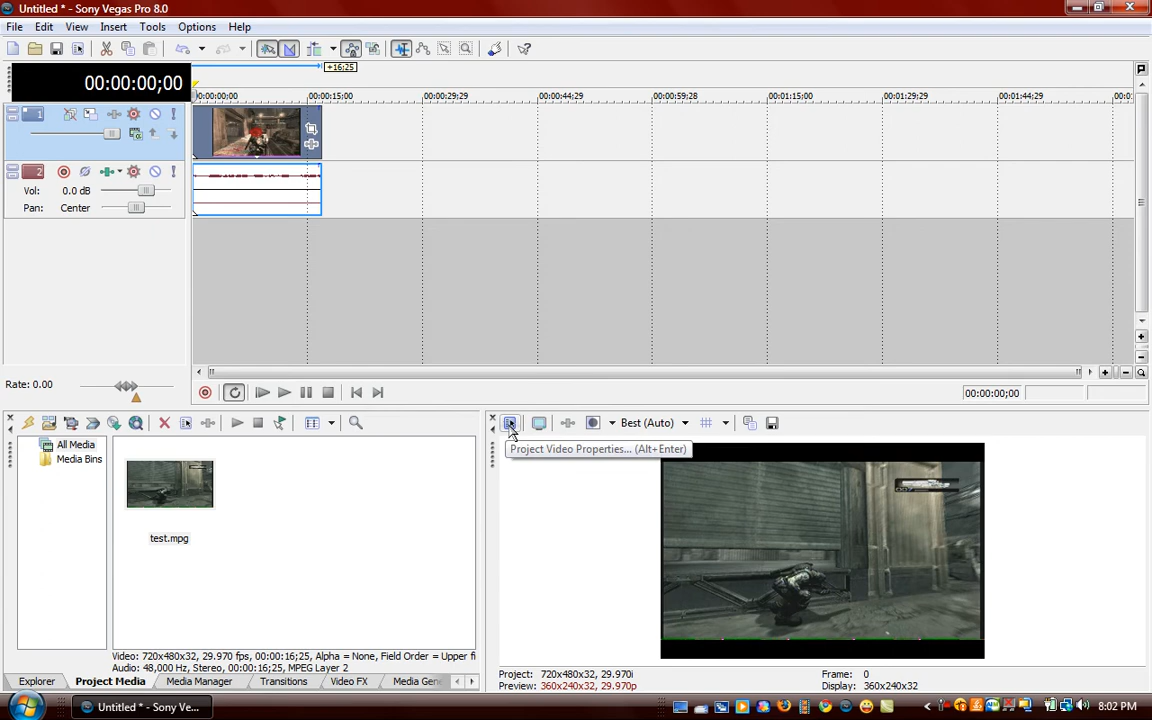 Untitled * - Sony Vegas Pro 8.0
File Edit View Insert Tools Options Help
+16;25
00:00:00;00
00:00:00;00 00:00:15;00 00:00:29;29 00:00:44;29 00:00:59;28 00:01:15;00 00:01:29;29 00:01:44;29 00:0
1
2
Vol: 0.0 dB
Pan: Center
Rate: 0.00
00:00:00;00
Best (Auto)
All Media
Media Bins
Project Video Properties... (Alt+Enter)
test.mpg
Video: 720x480x32, 29.970 fps, 00:00:16;25, Alpha = None, Field Order = Upper fi
Audio: 48,000 Hz, Stereo, 00:00:16;25, MPEG Layer 2
Explorer Project Media Media Manager Transitions Video FX Media Gene
Project: 720x480x32, 29.970i
Frame: 0
Preview: 360x240x32, 29.970p
Display: 360x240x32
Untitled * - Sony Ve...
8:02 PM